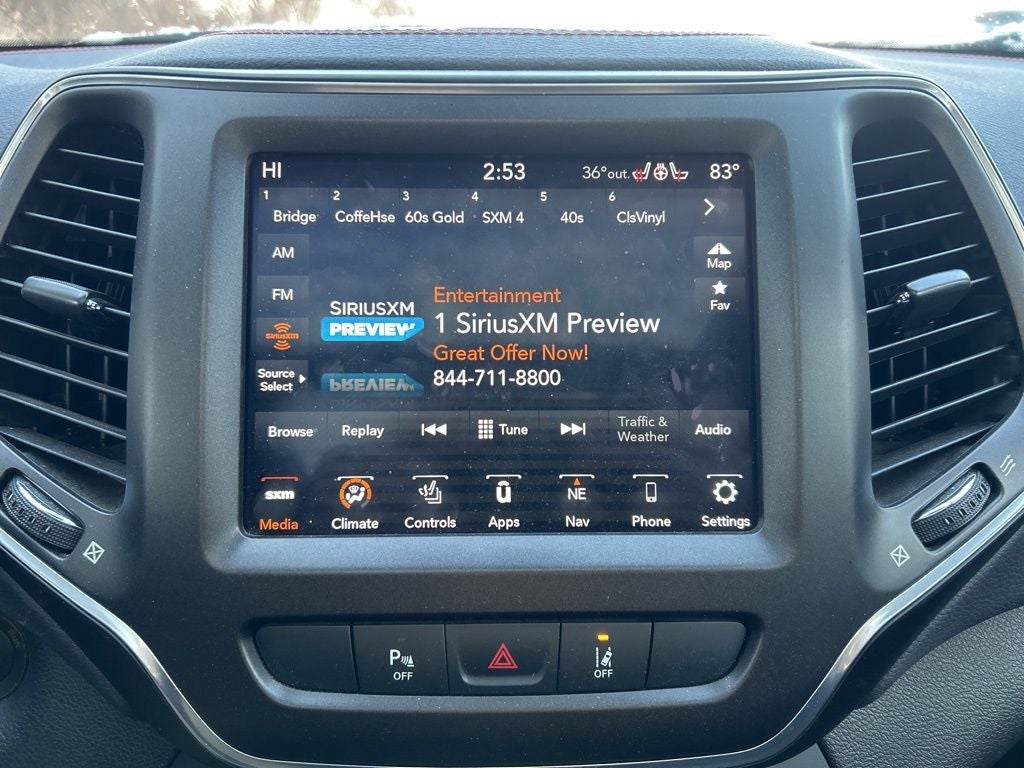 HI 2:53 36°out. 83°
1 2 3 4 5 6
Bridge CoffeHse 60s Gold SXM 4 40s ClsVinyl
AM
Map
FM
Fav
SIRIUSXM
PREVIEW
Entertainment
1 SiriusXM Preview
Great Offer Now!
844-711-8800
siriusxm
Source
Select
PREVIEW
Browse Replay Tune Traffic &
Weather Audio
sxm U NE
Media Climate Controls Apps Nav Phone Settings
P OFF
OFF